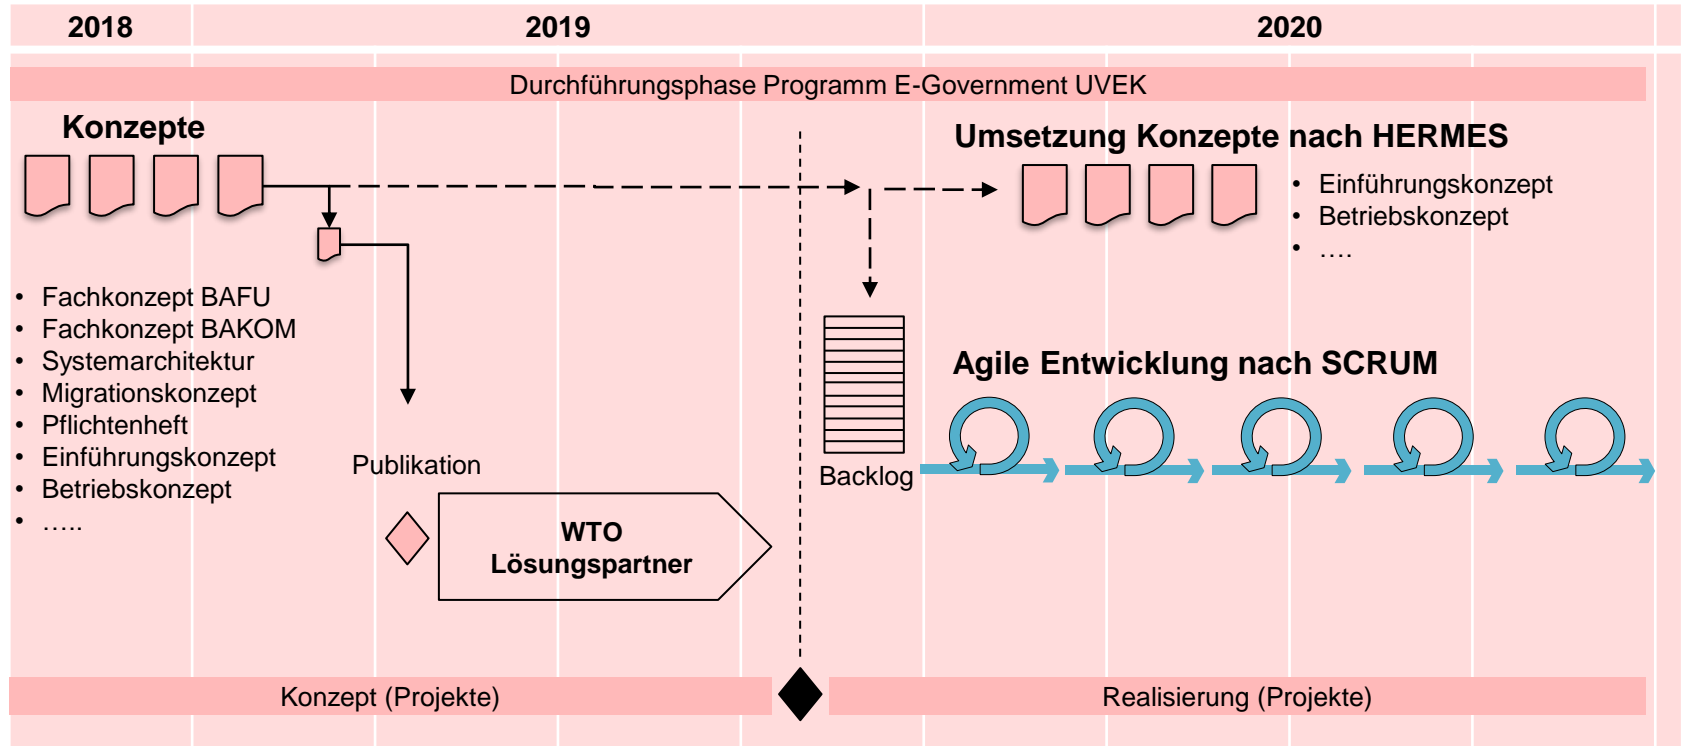 2018
2019
2020
Durchführungsphase Programm E-Government UVEK
Konzepte
Umsetzung Konzepte nach HERMES
• Einführungskonzept
• Betriebskonzept
• ….
• Fachkonzept BAFU
• Fachkonzept BAKOM
• Systemarchitektur
• Migrationskonzept
• Pflichtenheft
• Einführungskonzept
• Betriebskonzept
• …..
Publikation
WTO
Lösungspartner
Backlog
Agile Entwicklung nach SCRUM
Konzept (Projekte)
Realisierung (Projekte)